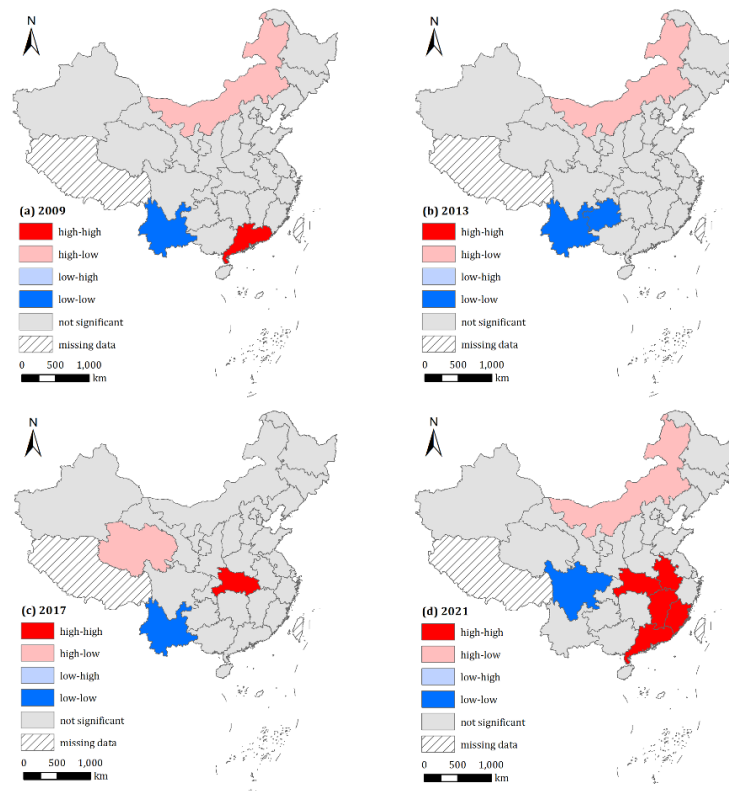 N
(a) 2009
high-high
high-low
low-high
low-low
not significant
missing data
0 500 1,000
km
N
(b) 2013
high-high
high-low
low-high
low-low
not significant
missing data
0 500 1,000
km
N
(c) 2017
high-high
high-low
low-high
low-low
not significant
missing data
0 500 1,000
km
N
(d) 2021
high-high
high-low
low-high
low-low
not significant
missing data
0 500 1,000
km